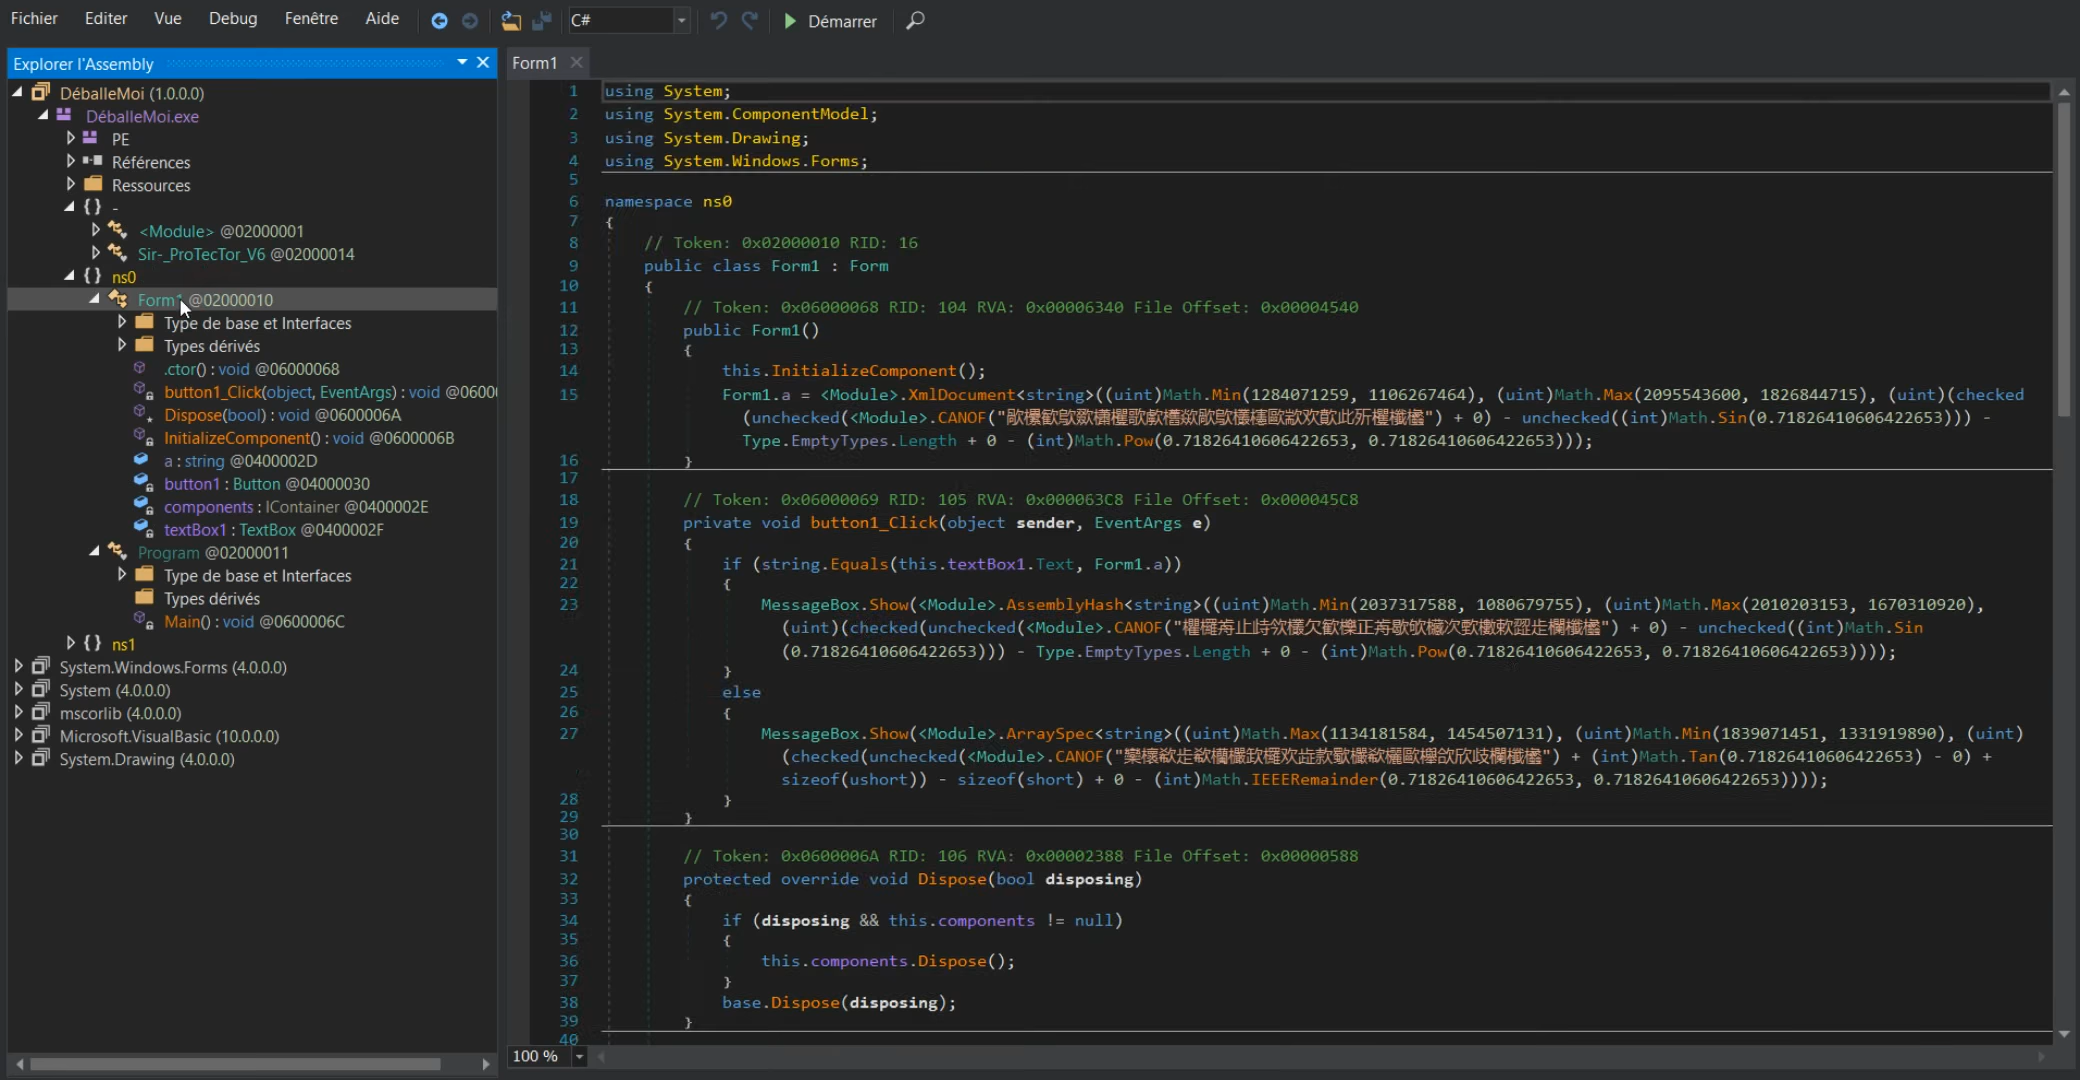 Fichier Editer Vue Debug Fenêtre Aide C# Démarrer
Explorer l'Assembly
DéballeMoi (1.0.0.0)
DéballeMoi.exe
PE
Références
Ressources
{} -
<Module> @02000001
Sir-_ProTecTor_V6 @02000014
{} ns0
@02000010
Type de base et Interfaces
Types dérivés
.ctor() : void @06000068
button1_Click(object, EventArgs) : void @0600
Dispose(bool) : void @0600006A
InitializeComponent() : void @0600006B
a : string @0400002D
button1 : Button @04000030
components : IContainer @0400002E
textBox1 : TextBox @0400002F
Program @02000011
Type de base et Interfaces
Types dérivés
Main() : void @0600006C
{} ns1
System.Windows.Forms (4.0.0.0)
System (4.0.0.0)
mscorlib (4.0.0.0)
Microsoft.VisualBasic (10.0.0.0)
System.Drawing (4.0.0.0)
Form1
1 using System;
2 using System.ComponentModel;
3 using System.Drawing;
4 using System.Windows.Forms;
5
6 namespace ns0
7 {
8 // Token: 0x02000010 RID: 16
9 public class Form1 : Form
10 {
11 // Token: 0x06000068 RID: 104 RVA: 0x00006340 File Offset: 0x00004540
12 public Form1()
13 {
14 this.InitializeComponent();
15 Form1.a = <Module>.XmlDocument<string>((uint)Math.Min(1284071259, 1106267464), (uint)Math.Max(2095543600, 1826844715), (uint)(checked
(unchecked(<Module>.CANOF(" ") + 0) - unchecked((int)Math.Sin(0.71826410606422653))) -
Type.EmptyTypes.Length + 0 - (int)Math.Pow(0.71826410606422653, 0.71826410606422653)));
16 }
17
18 // Token: 0x06000069 RID: 105 RVA: 0x000063C8 File Offset: 0x000045C8
19 private void button1_Click(object sender, EventArgs e)
20 {
21 if (string.Equals(this.textBox1.Text, Form1.a))
22 {
23 MessageBox.Show(<Module>.AssemblyHash<string>((uint)Math.Min(2037317588, 1080679755), (uint)Math.Max(2010203153, 1670310920),
(uint)(checked(unchecked(<Module>.CANOF(" ") + 0) - unchecked((int)Math.Sin
(0.71826410606422653))) - Type.EmptyTypes.Length + 0 - (int)Math.Pow(0.71826410606422653, 0.71826410606422653))));
24 }
25 else
26 {
27 MessageBox.Show(<Module>.ArraySpec<string>((uint)Math.Max(1134181584, 1454507131), (uint)Math.Min(1839071451, 1331919890), (uint)
(checked(unchecked(<Module>.CANOF(" ") + (int)Math.Tan(0.71826410606422653) - 0) +
sizeof(ushort)) - sizeof(short) + 0 - (int)Math.IEEERemainder(0.71826410606422653, 0.71826410606422653))));
28 }
29 }
30
31 // Token: 0x0600006A RID: 106 RVA: 0x00002388 File Offset: 0x00000588
32 protected override void Dispose(bool disposing)
33 {
34 if (disposing && this.components != null)
35 {
36 this.components.Dispose();
37 }
38 base.Dispose(disposing);
39 }
40
100 %